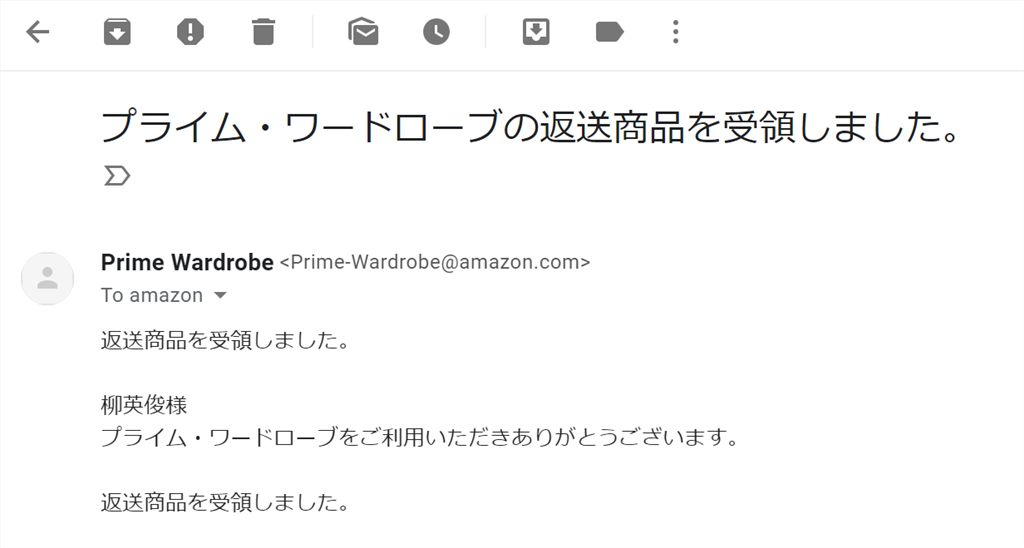 プライム・ワードローブの返送商品を受領しました。
Prime Wardrobe <Prime-Wardrobe@amazon.com>
To amazon
返送商品を受領しました。
柳英俊様
プライム・ワードローブをご利用いただきありがとうございます。
返送商品を受領しました。